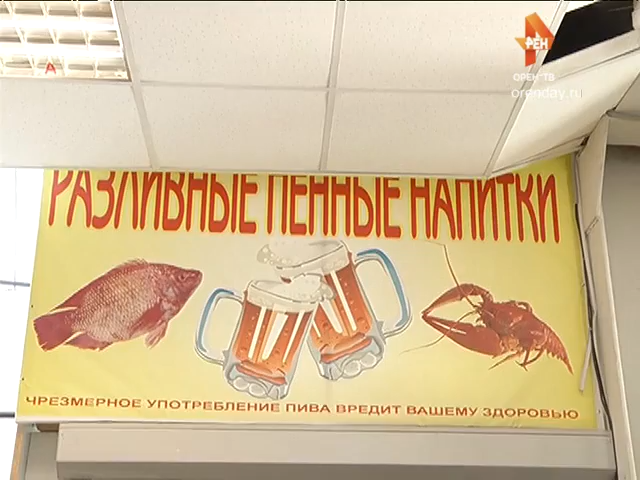 РЕН
ОРЕН-ТВ
orenday.ru
РАЗЛИВНЫЕ ПЕННЫЕ НАПИТКИ
ЧРЕЗМЕРНОЕ УПОТРЕБЛЕНИЕ ПИВА ВРЕДИТ ВАШЕМУ ЗДОРОВЬЮ